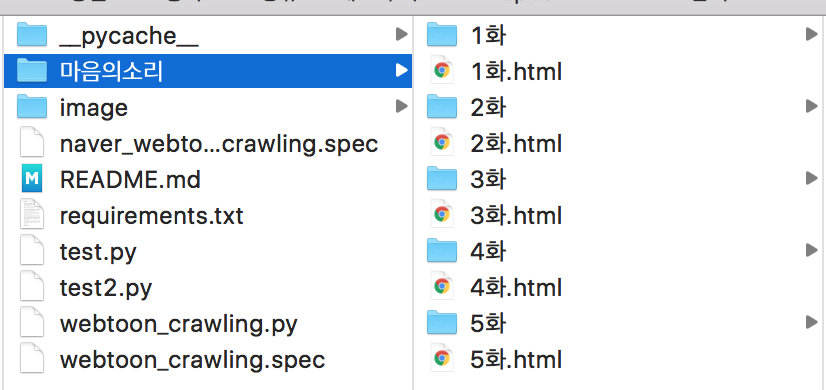 __pycache__
마음의소리
image
naver_webto...crawling.spec
README.md
requirements.txt
test.py
test2.py
webtoon_crawling.py
webtoon_crawling.spec
1화
1화.html
2화
2화.html
3화
3화.html
4화
4화.html
5화
5화.html